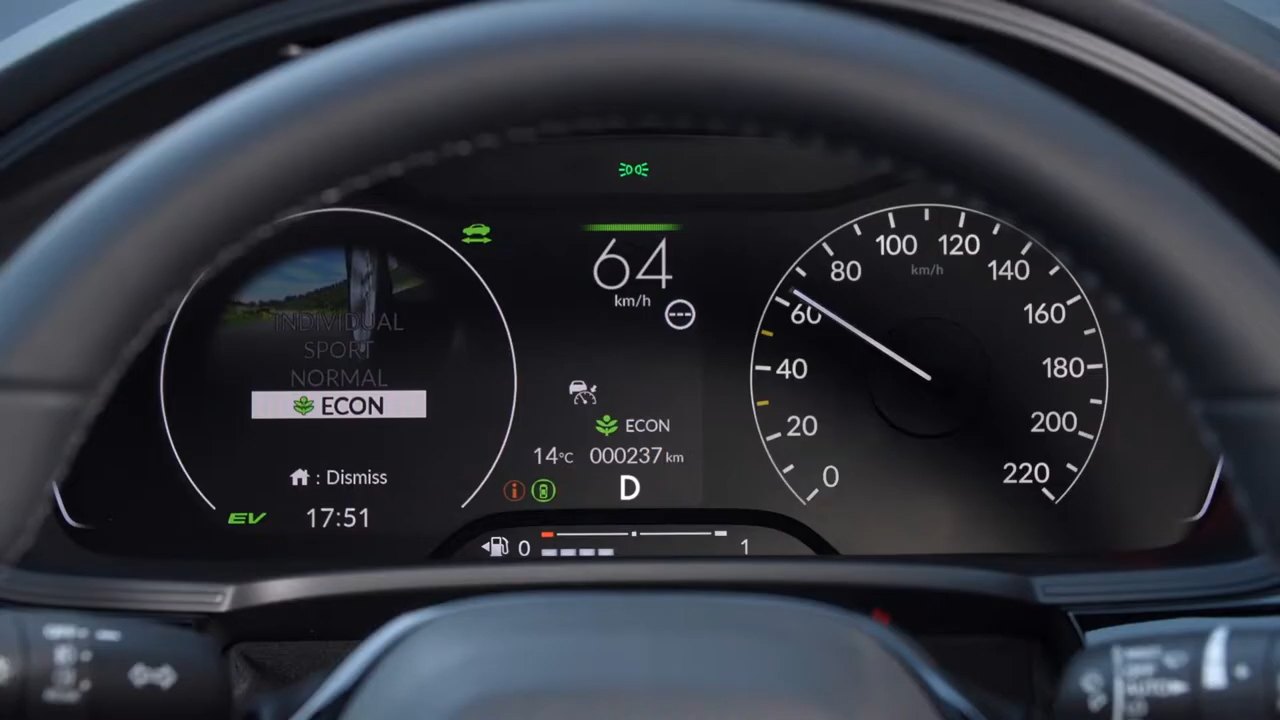 64
km/h
INDIVIDUAL
SPORT
NORMAL
ECON
: Dismiss
EV
17:51
ECON
14°C 000237 km
D
0 1
0
20
40
60
80
100
120
140
160
180
200
220
km/h
AUTO